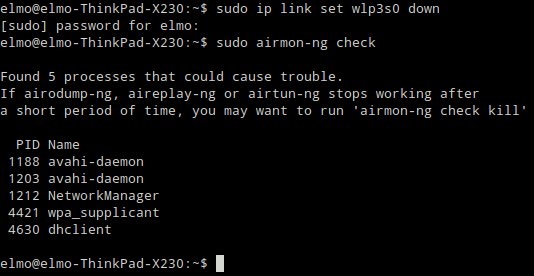 elmo@elmo-ThinkPad-X230:~$ sudo ip link set wlp3s0 down
[sudo] password for elmo:
elmo@elmo-ThinkPad-X230:~$ sudo airmon-ng check
Found 5 processes that could cause trouble.
If airodump-ng, aireplay-ng or airtun-ng stops working after
a short period of time, you may want to run 'airmon-ng check kill'
PID Name
1188 avahi-daemon
1203 avahi-daemon
1212 NetworkManager
4421 wpa_supplicant
4630 dhclient
elmo@elmo-ThinkPad-X230:~$